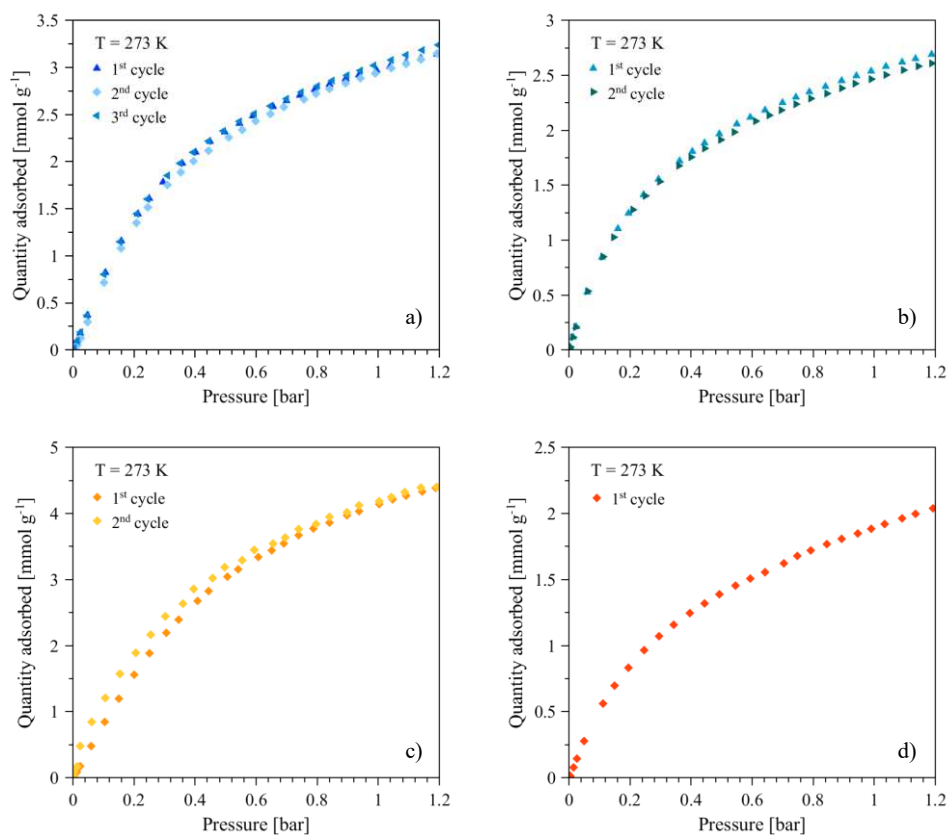 T = 273 K
1st cycle
2nd cycle
3rd cycle
Quantity adsorbed [mmol g-1]
3.5
3
2.5
2
1.5
1
0.5
0
a)
0 0.2 0.4 0.6 0.8 1 1.2
Pressure [bar]
T = 273 K
1st cycle
2nd cycle
Quantity adsorbed [mmol g-1]
3
2.5
2
1.5
1
0.5
0
b)
0 0.2 0.4 0.6 0.8 1 1.2
Pressure [bar]
T = 273 K
1st cycle
2nd cycle
Quantity adsorbed [mmol g-1]
5
4
3
2
1
0
c)
0 0.2 0.4 0.6 0.8 1 1.2
Pressure [bar]
T = 273 K
1st cycle
Quantity adsorbed [mmol g-1]
2.5
2
1.5
1
0.5
0
d)
0 0.2 0.4 0.6 0.8 1 1.2
Pressure [bar]